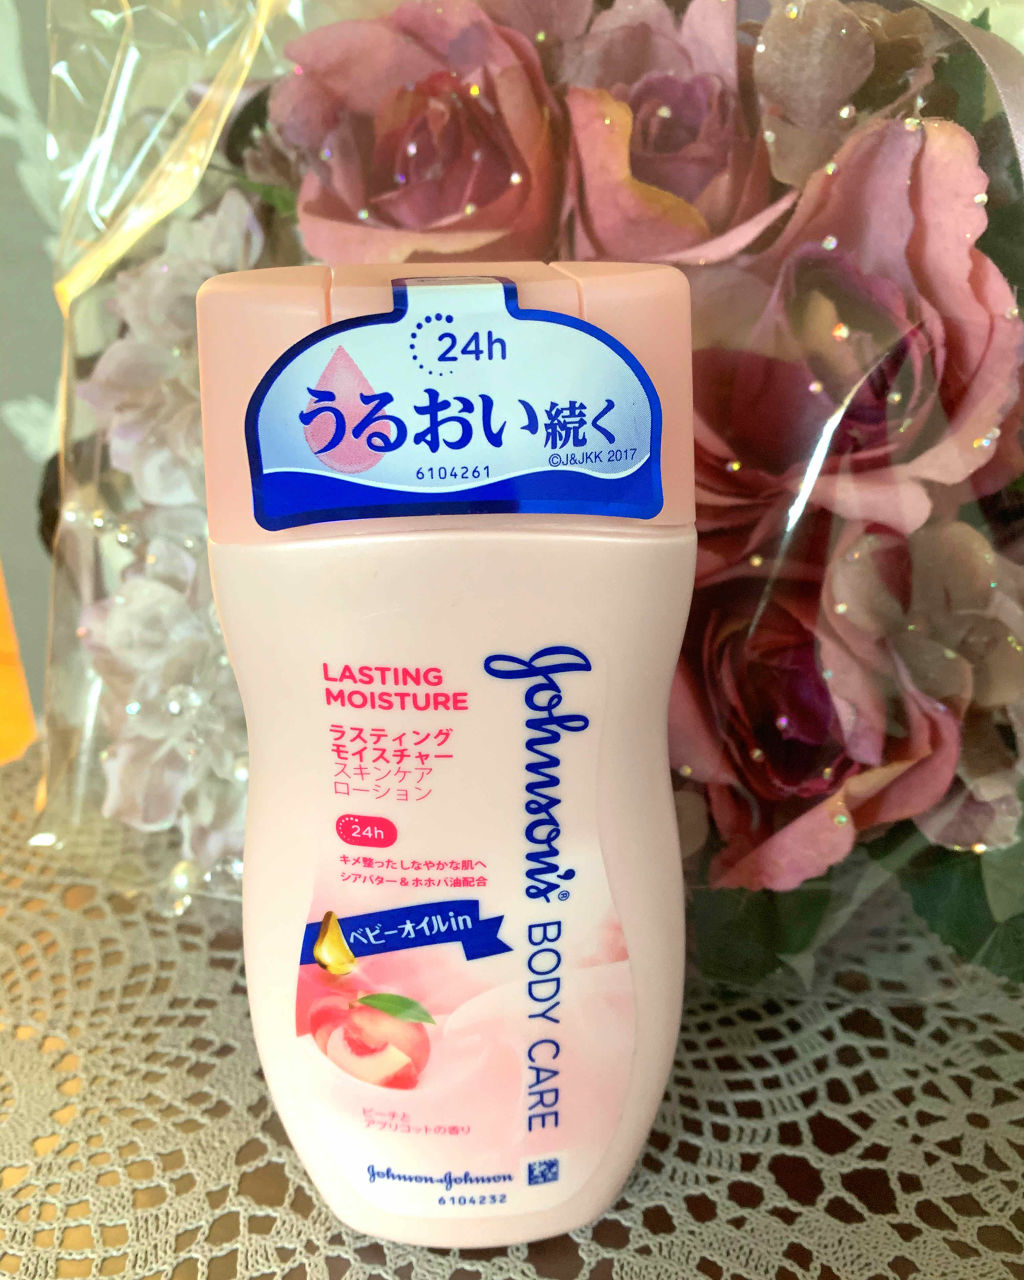 24h
うるおい続く
©J&JKK 2017
6104261
LASTING
MOISTURE
ラスティング
モイスチャー
スキンケア
ローション
24h
キメ整ったしなやかな肌へ
シアバター&ホホバ油配合
ベビーオイルin
Johnson's® BODY CARE
ピーチと
アプリコットの香り
Johnson&Johnson
6104232